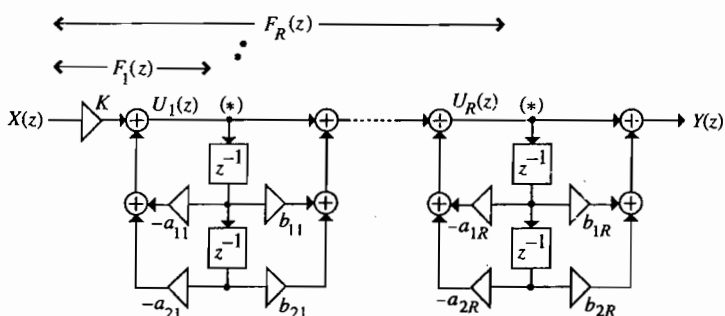 F_R(z)
F_1(z)
X(z) K U_1(z) (*) U_R(z) (*) Y(z)
z^{-1} z^{-1}
-a_{11} b_{11} -a_{1R} b_{1R}
z^{-1} z^{-1}
-a_{21} b_{21} -a_{2R} b_{2R}